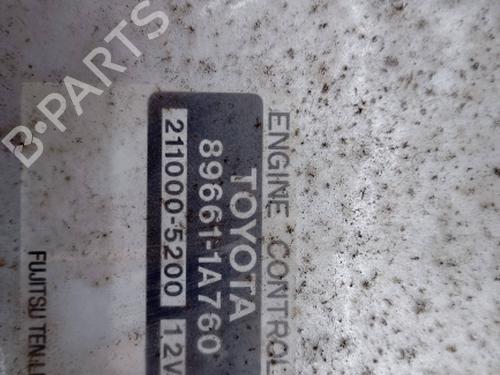 ENGINE CONTROL
TOYOTA
89661-1A760
211000-5200 12V
FUJITSU TEN
B-PARTS